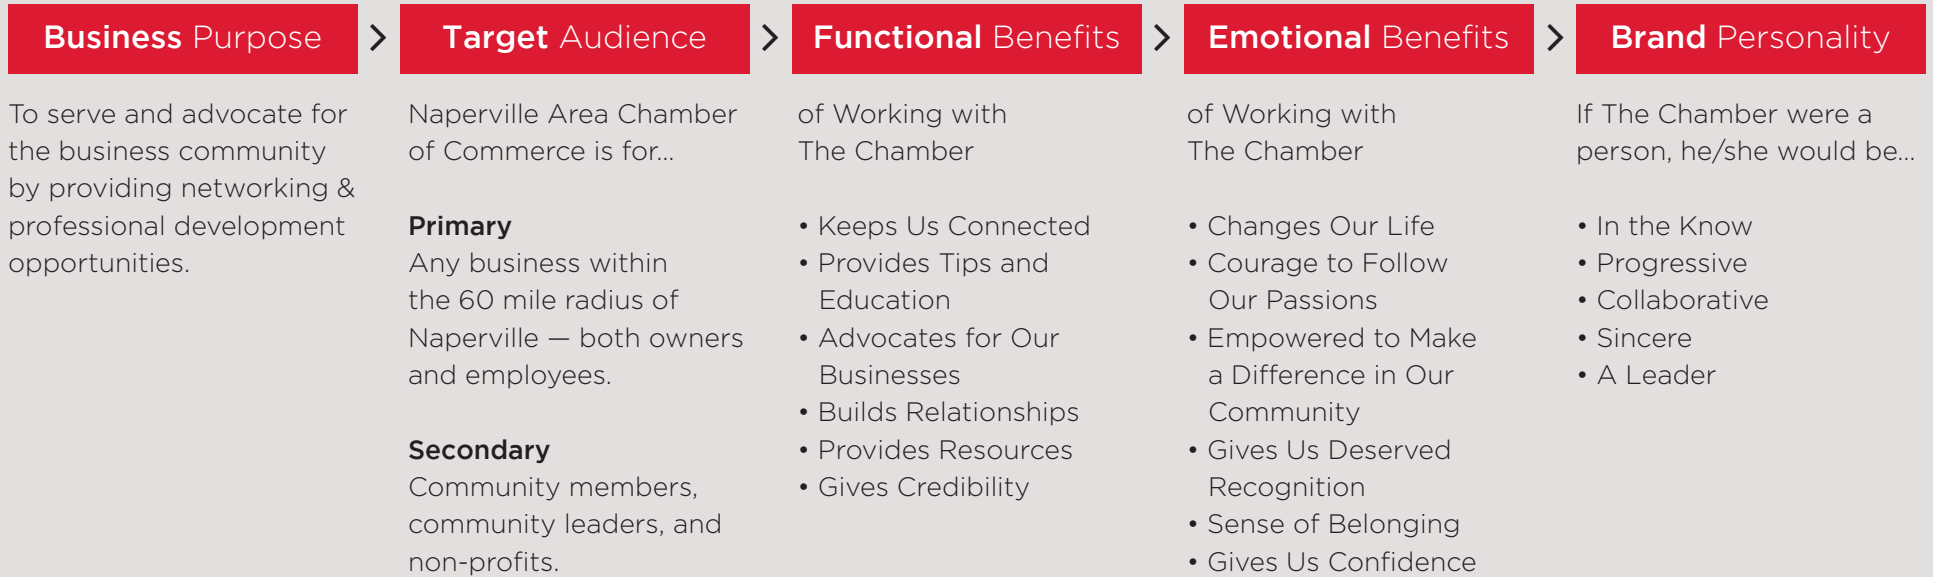 Business Purpose
To serve and advocate for
the business community
by providing networking &
professional development
opportunities.
Target Audience
Naperville Area Chamber
of Commerce is for...
Primary
Any business within
the 60 mile radius of
Naperville — both owners
and employees.
Secondary
Community members,
community leaders, and
non-profits.
Functional Benefits
of Working with
The Chamber
• Keeps Us Connected
• Provides Tips and
Education
• Advocates for Our
Businesses
• Builds Relationships
• Provides Resources
• Gives Credibility
Emotional Benefits
of Working with
The Chamber
• Changes Our Life
• Courage to Follow
Our Passions
• Empowered to Make
a Difference in Our
Community
• Gives Us Deserved
Recognition
• Sense of Belonging
• Gives Us Confidence
Brand Personality
If The Chamber were a
person, he/she would be...
• In the Know
• Progressive
• Collaborative
• Sincere
• A Leader